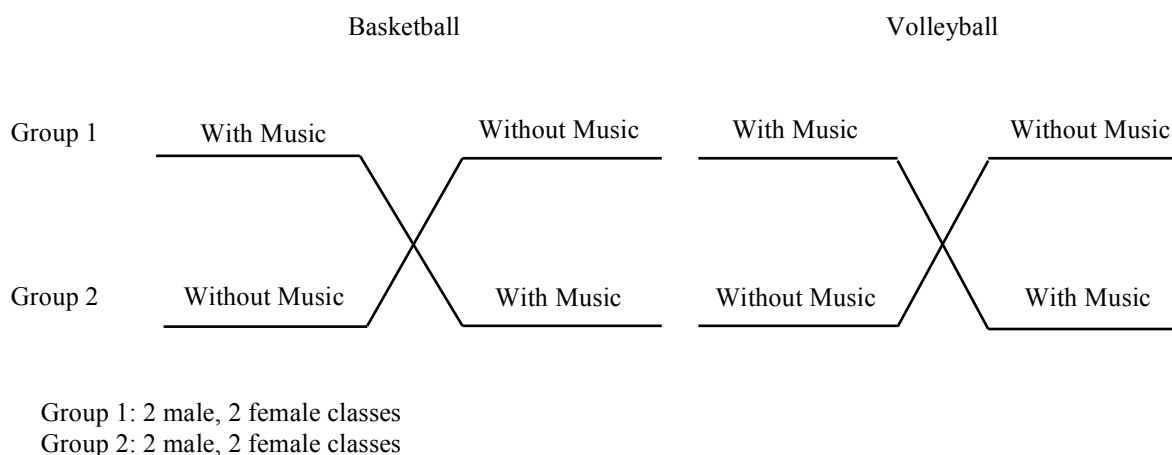 Basketball Volleyball
Group 1 With Music Without Music With Music Without Music
Group 2 Without Music With Music Without Music With Music
Group 1: 2 male, 2 female classes
Group 2: 2 male, 2 female classes